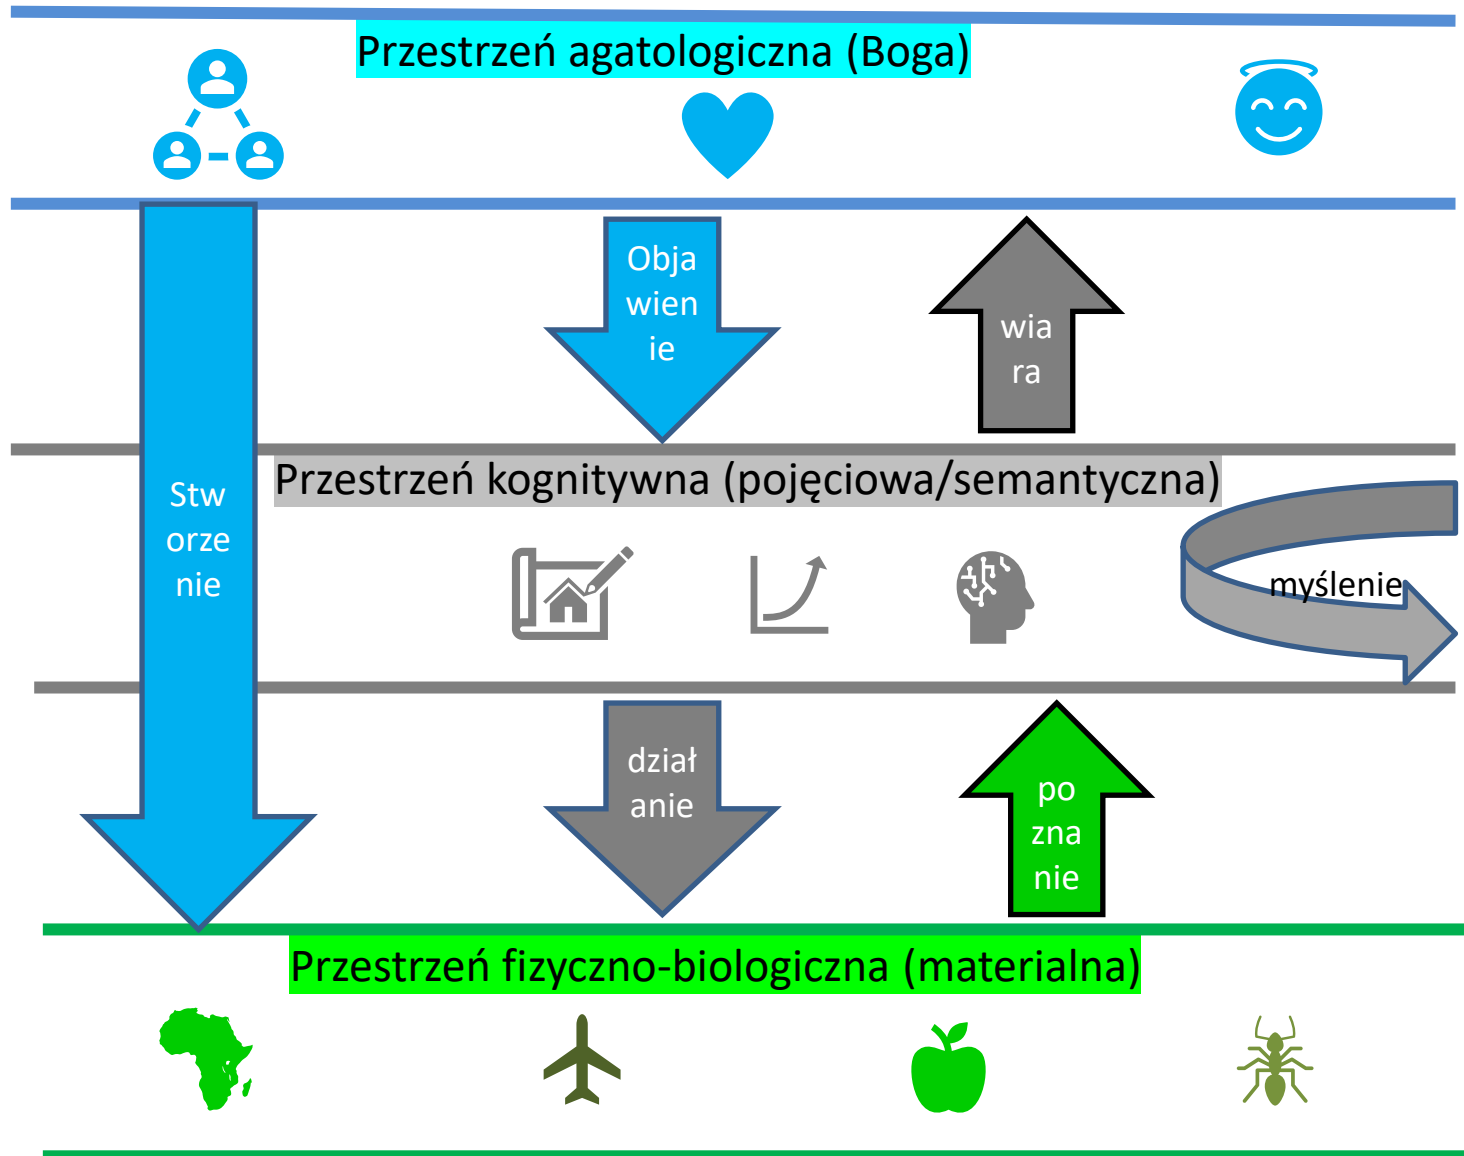 Przestrzeń agatologiczna (Boga)
Obja
wien
ie
wia
ra
Przestrzeń kognitywna (pojęciowa/semantyczna)
Stw
orze
nie
myślenie
dział
anie
po
zna
nie
Przestrzeń fizyczno-biologiczna (materialna)